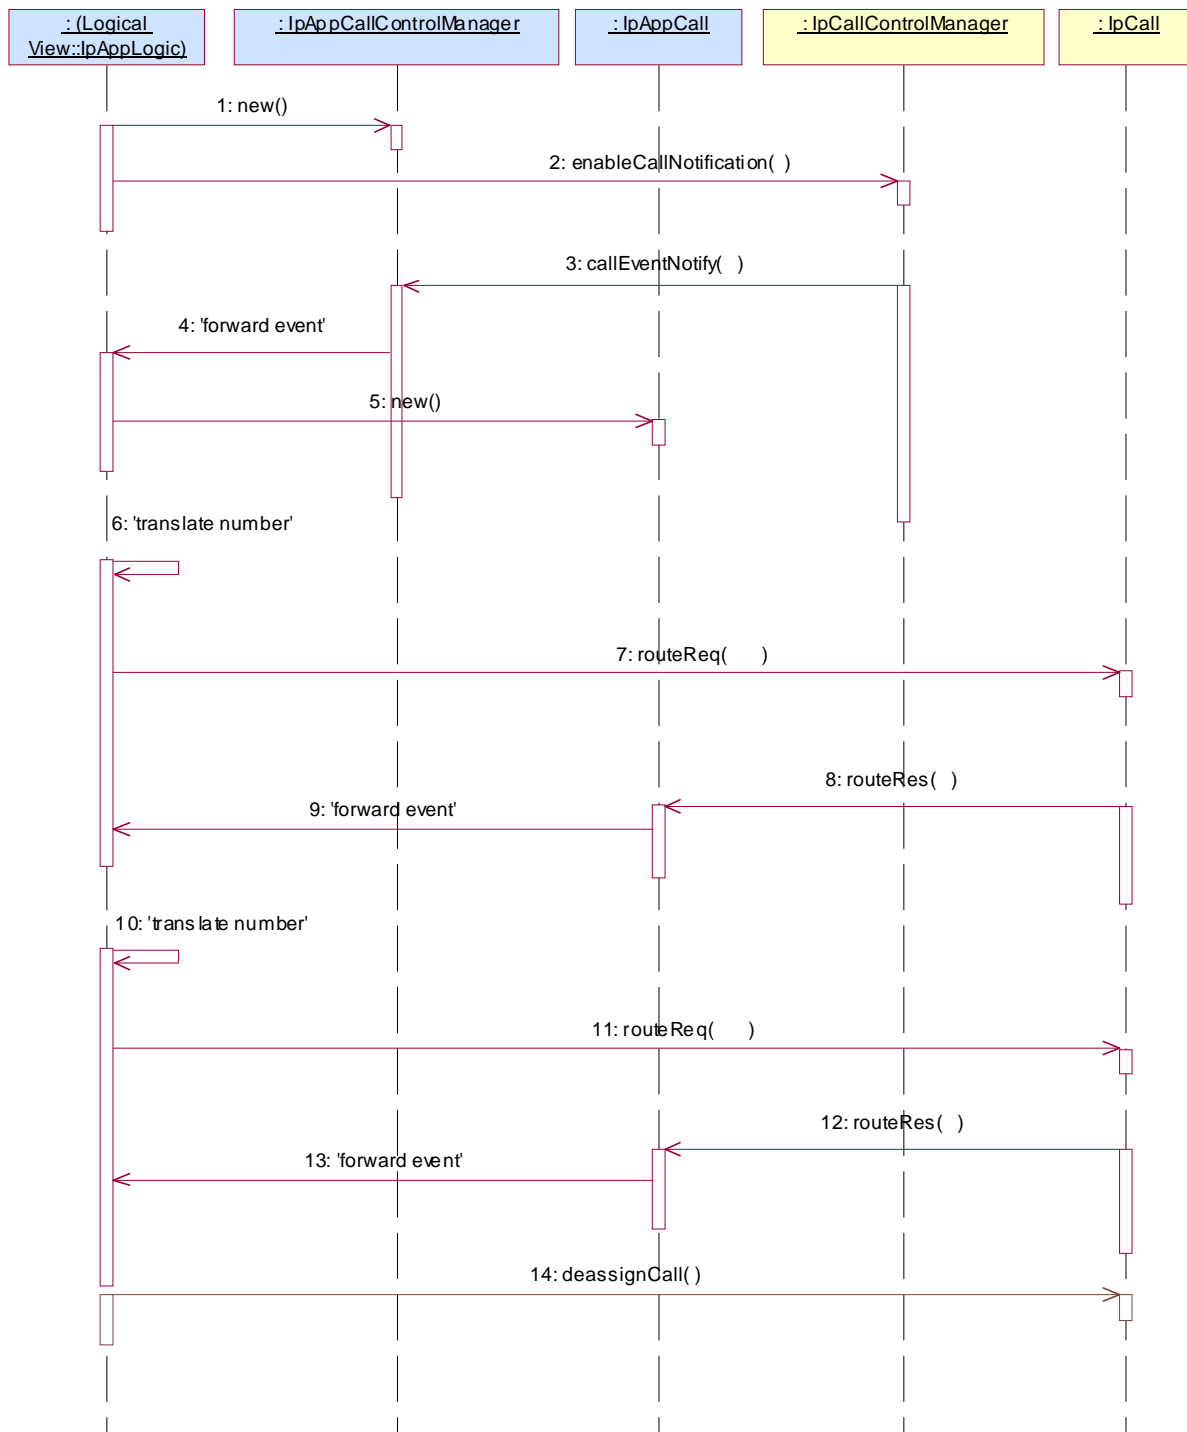 : (Logical
View::IpAppLogic)
: IpAppCallControlManager
: IpAppCall
: IpCallControlManager
: IpCall
1: new()
2: enableCallNotification( )
3: callEventNotify( )
4: 'forward event'
5: new()
6: 'translate number'
7: routeReq( )
8: routeRes( )
9: 'forward event'
10: 'translate number'
11: routeReq( )
12: routeRes( )
13: 'forward event'
14: deassignCall( )